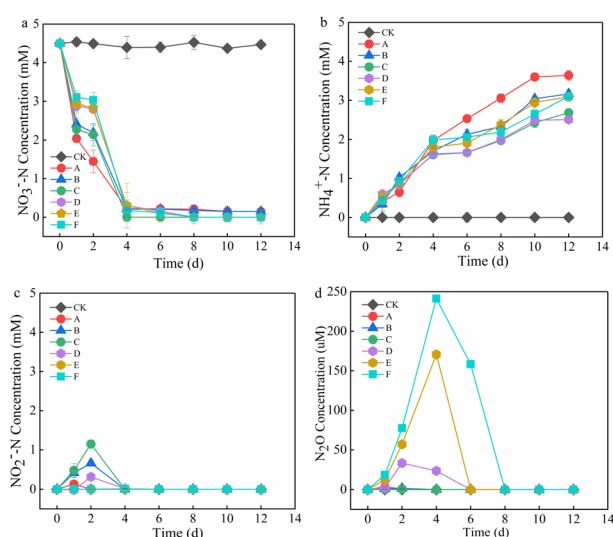 a
NO₃⁻-N Concentration (mM)
5
4
3
2
1
0
CK
A
B
C
D
E
F
0 2 4 6 8 10 12 14
Time (d)
b
NH₄⁺-N Concentration (mM)
5
4
3
2
1
0
CK
A
B
C
D
E
F
0 2 4 6 8 10 12 14
Time (d)
c
NO₂⁻-N Concentration (mM)
5
4
3
2
1
0
CK
A
B
C
D
E
F
0 2 4 6 8 10 12 14
Time (d)
d
N₂O Concentration (uM)
250
200
150
100
50
0
CK
A
B
C
D
E
F
0 2 4 6 8 10 12 14
Time (d)